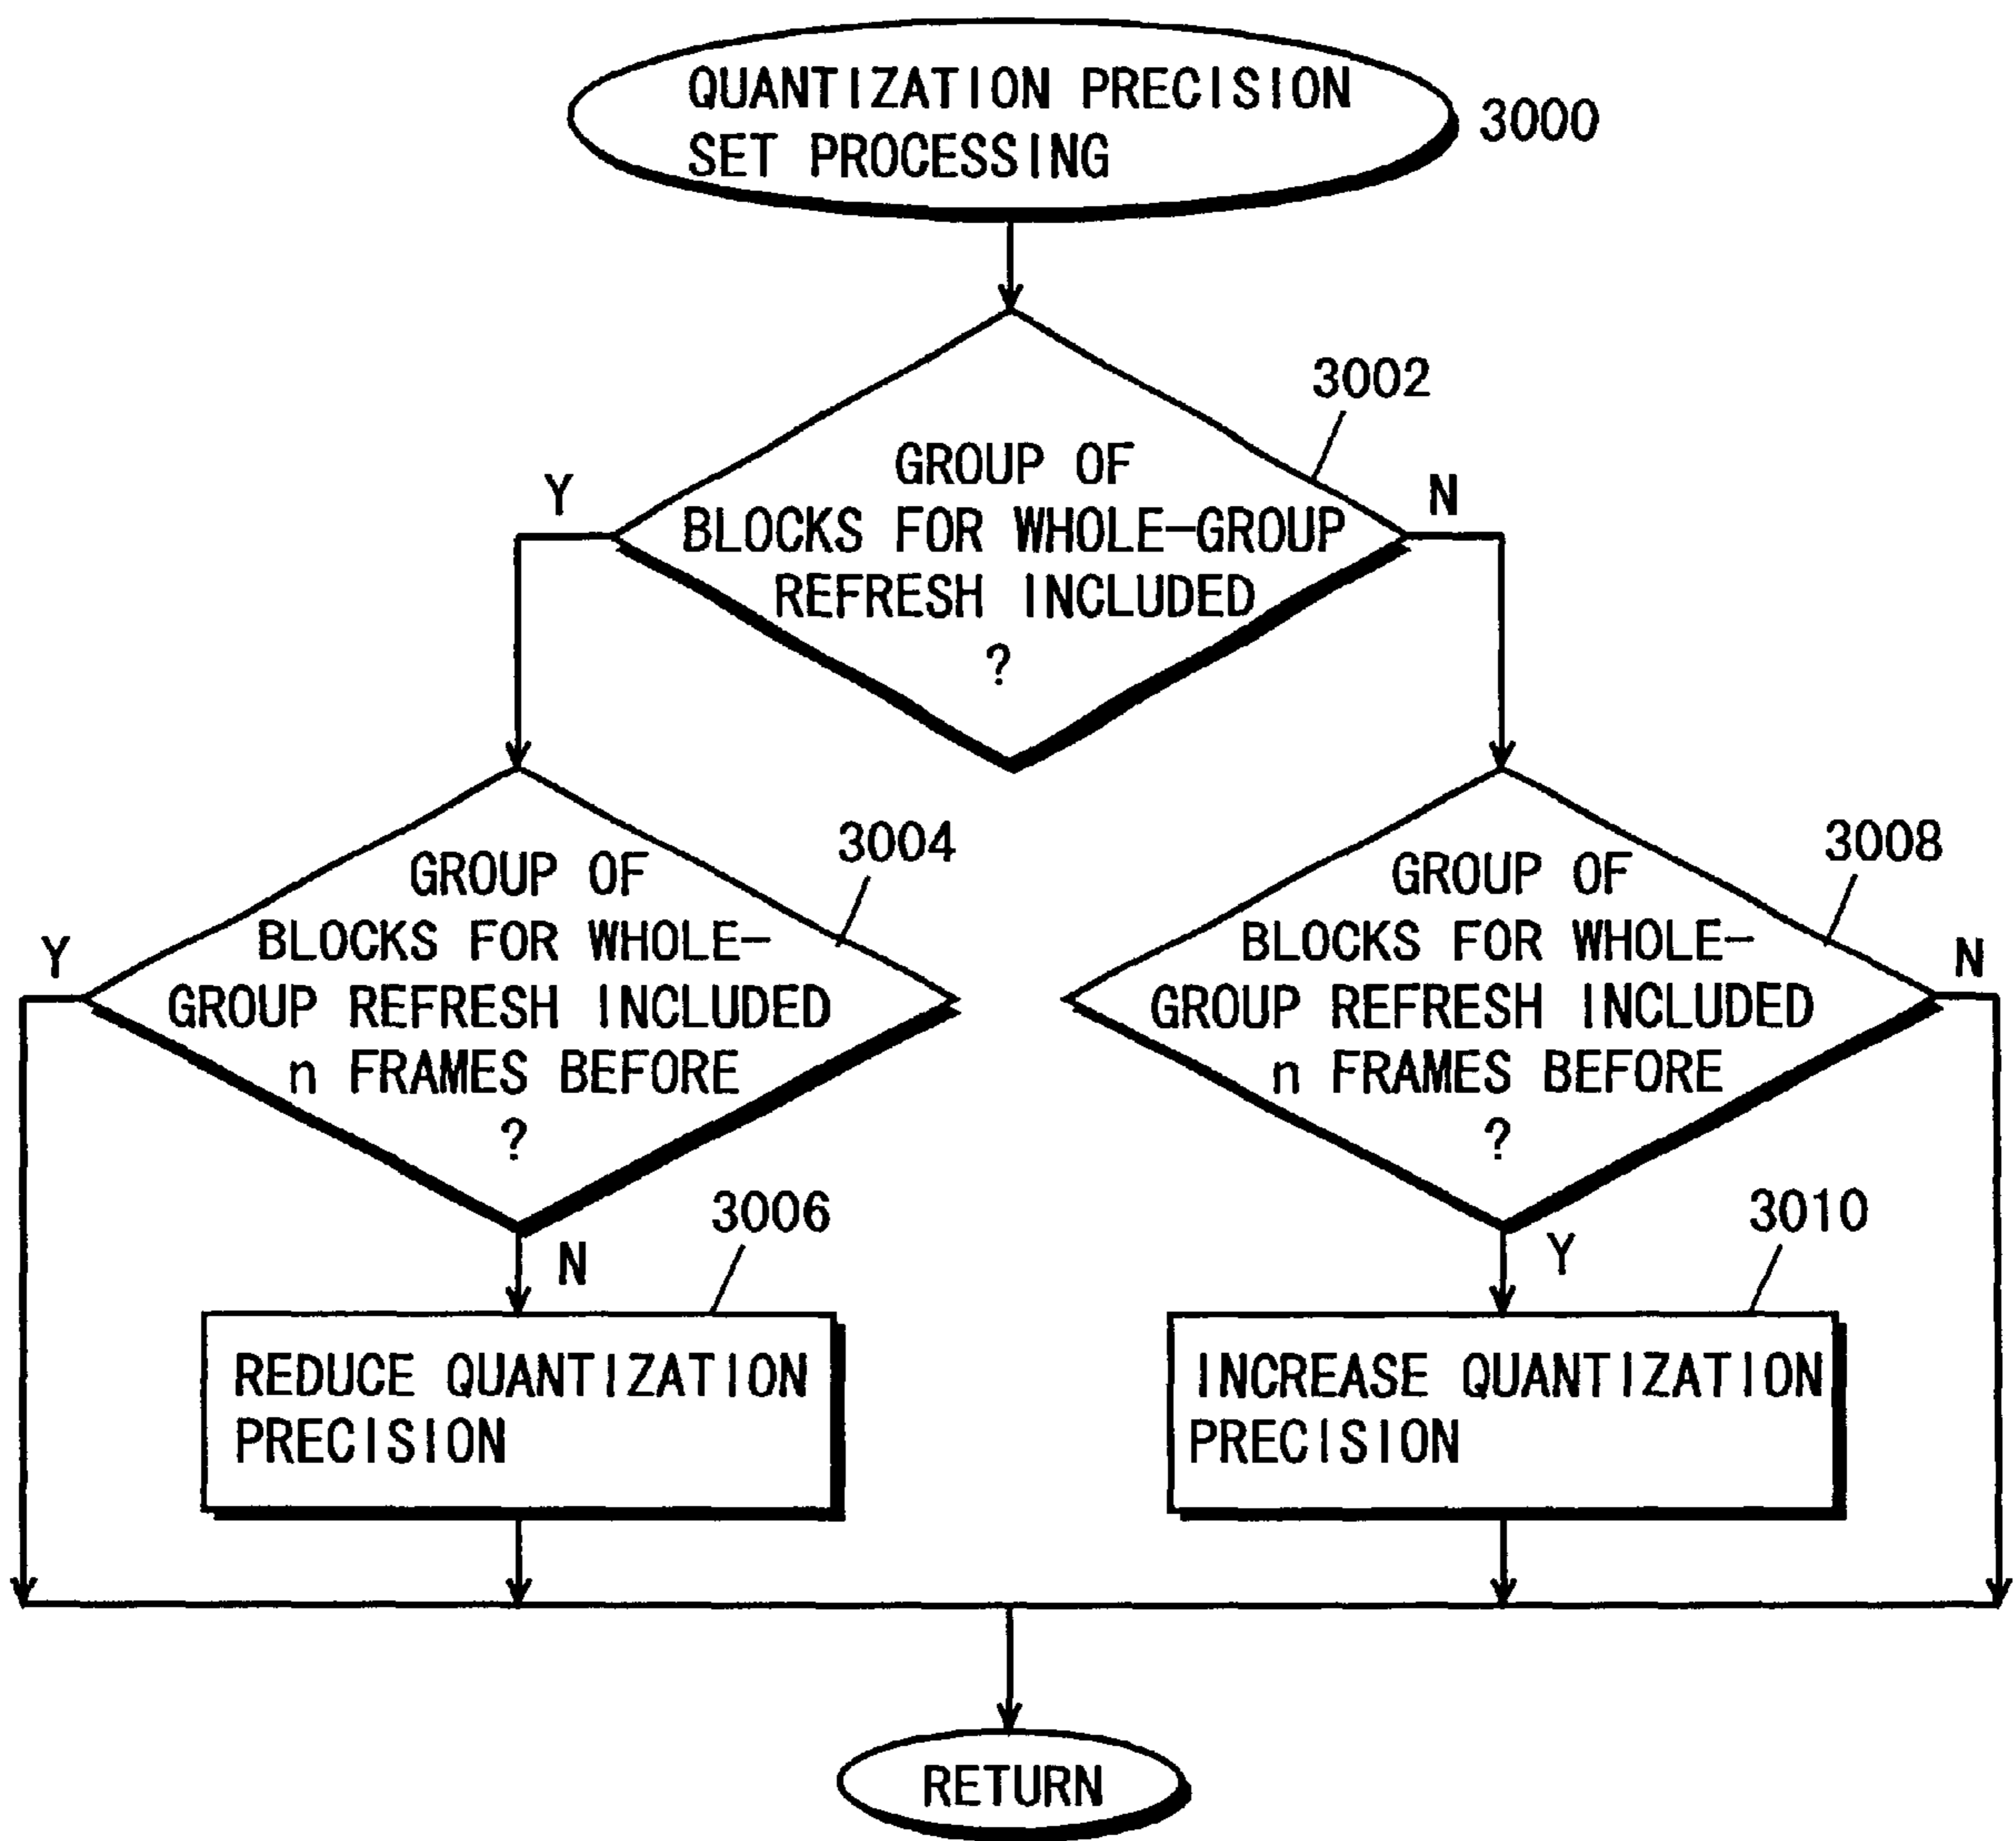 QUANTIZATION PRECISION
SET PROCESSING
3000
3002
GROUP OF
BLOCKS FOR WHOLE-GROUP
REFRESH INCLUDED
?
Y
N
3004
GROUP OF
BLOCKS FOR WHOLE-
GROUP REFRESH INCLUDED
n FRAMES BEFORE
?
Y
N
3008
GROUP OF
BLOCKS FOR WHOLE-
GROUP REFRESH INCLUDED
n FRAMES BEFORE
?
N
Y
3006
REDUCE QUANTIZATION
PRECISION
3010
INCREASE QUANTIZATION
PRECISION
RETURN